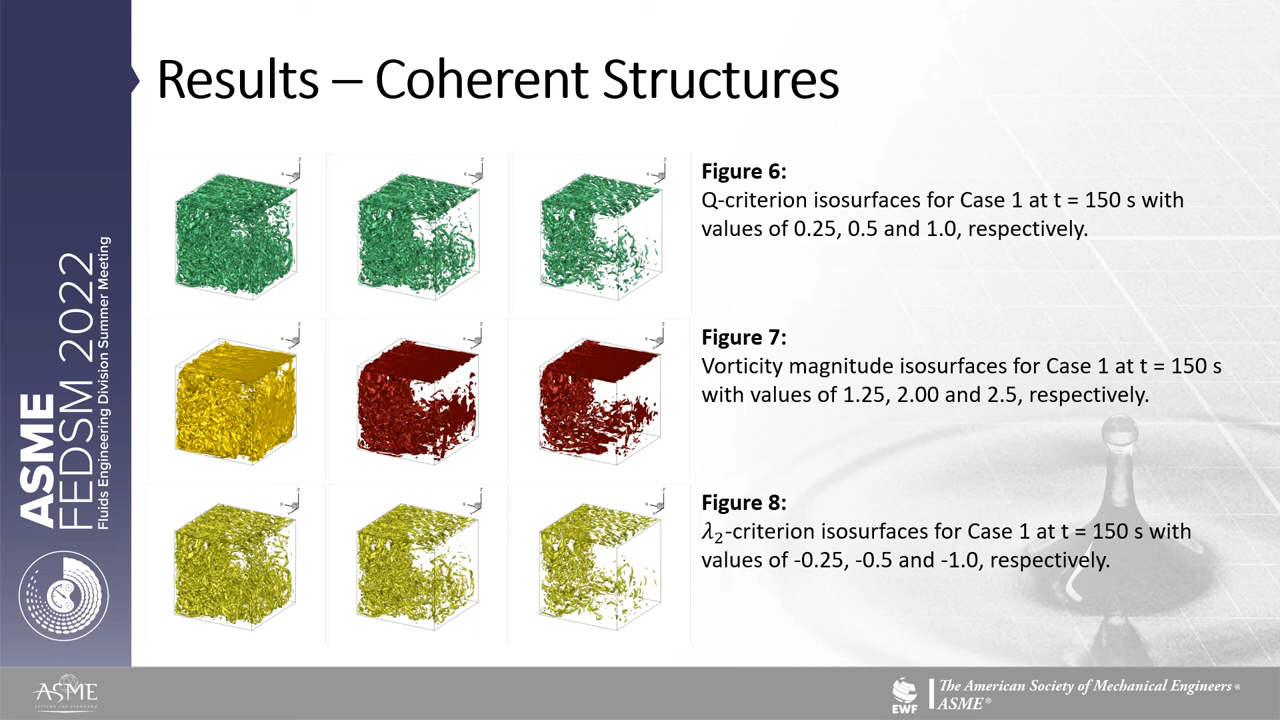 Results – Coherent Structures
Figure 6:
Q-criterion isosurfaces for Case 1 at t = 150 s with
values of 0.25, 0.5 and 1.0, respectively.
Figure 7:
Vorticity magnitude isosurfaces for Case 1 at t = 150 s
with values of 1.25, 2.00 and 2.5, respectively.
Figure 8:
λ₂-criterion isosurfaces for Case 1 at t = 150 s with
values of -0.25, -0.5 and -1.0, respectively.
ASME
FEDSM 2022
Fluids Engineering Division Summer Meeting
ASME
SETTING THE STANDARD
EWF
The American Society of Mechanical Engineers®
ASME®